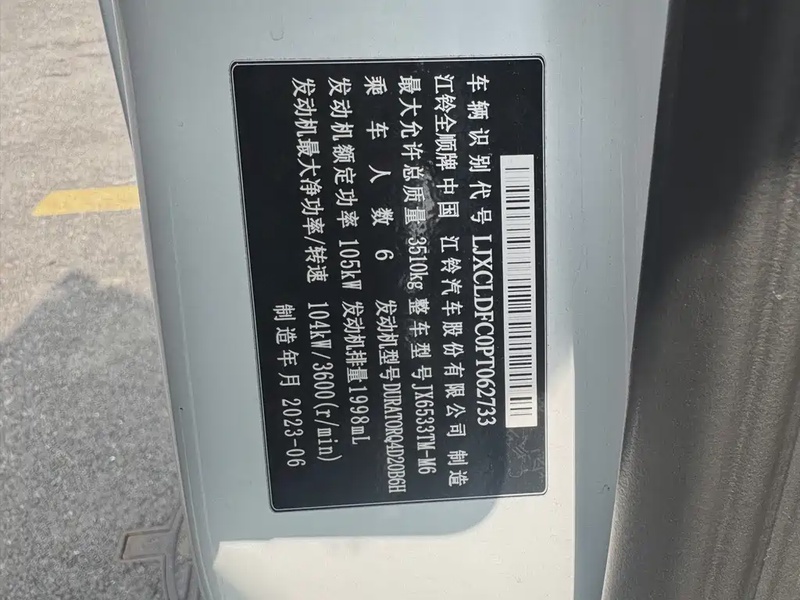 车辆识别代号 LJXCLDFC0PT062733
江铃全顺牌 中国 江铃汽车股份有限公司 制造
最大允许总质量 3510kg 整车型号 JX6533TM-M6
乘车人数 6 发动机型号 DURATORQ4D20B6H
发动机额定功率 105kW 发动机排量 1998mL
发动机最大净功率/转速 104kW/3600(r/min)
制造年月 2023-06